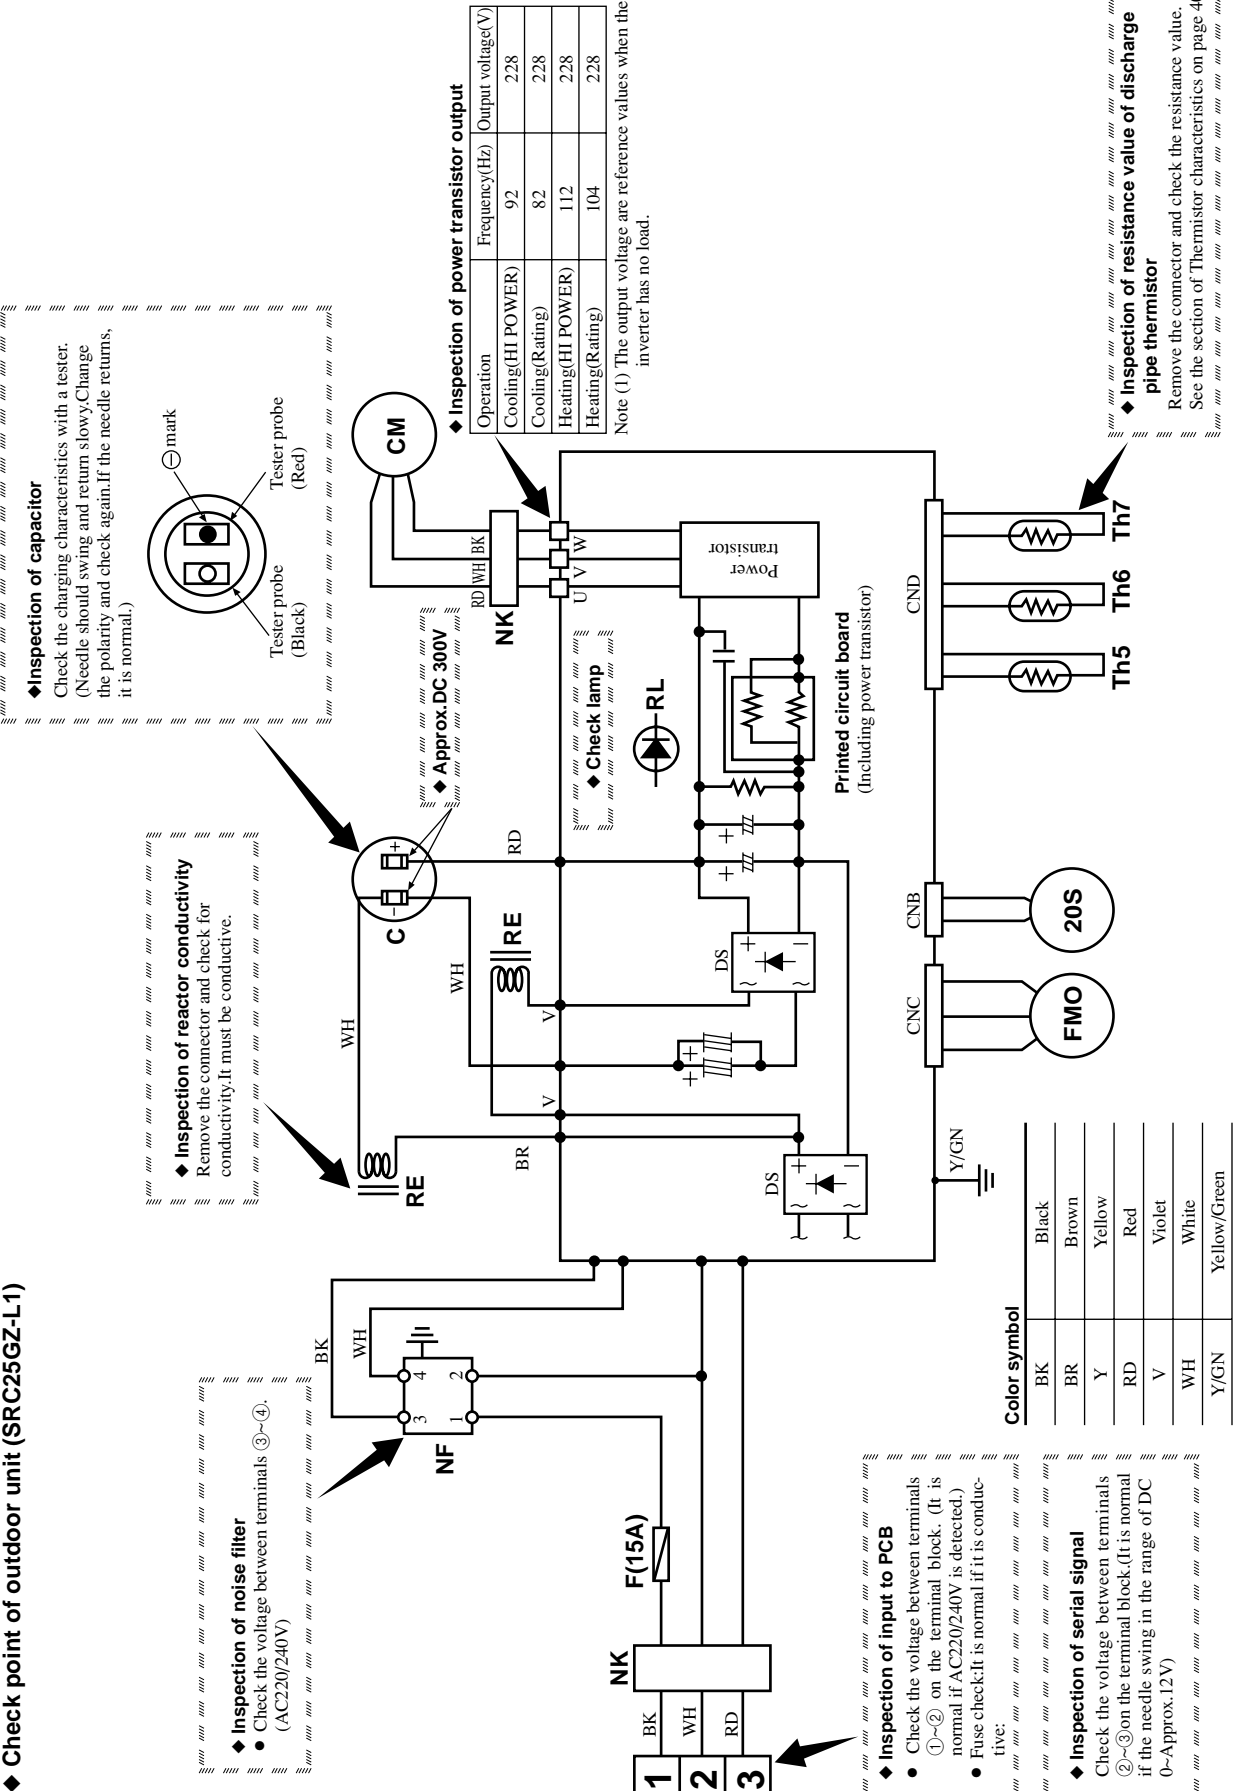 ◆ Check point of outdoor unit (SRC25GZ-L1)
◆ Inspection of noise filter
● Check the voltage between terminals ③~④.
(AC220/240V)
◆ Inspection of reactor conductivity
Remove the connector and check for
conductivity.It must be conductive.
◆Inspection of capacitor
Check the charging characteristics with a tester.
(Needle should swing and return slowy.Change
the polarity and check again.If the needle returns,
it is normal.)
⊖ mark
Tester probe
(Black)
Tester probe
(Red)
◆ Approx.DC 300V
◆ Check lamp
RL
◆ Inspection of power transistor output
Operation Frequency(Hz) Output voltage(V)
Cooling(HI POWER) 92 228
Cooling(Rating) 82 228
Heating(HI POWER) 112 228
Heating(Rating) 104 228
Note (1) The output voltage are reference values when the
inverter has no load.
CM
RD WH BK
NK
U V W
Power
transistor
Printed circuit board
(Including power transistor)
C
- +
WH
WH
RD
RE
RE
BR
V
V
DS
+ −
~ ~
DS
+ −
~ ~
~ ~
+ +
+ +
BK
WH
NF
3 4
1 2
F(15A)
NK
BK
WH
RD
1
2
3
CNC
CNB
CND
FMO
20S
Th5
Th6
Th7
Y/GN
◆ Inspection of resistance value of discharge
pipe thermistor
Remove the connector and check the resistance value.
See the section of Thermistor characteristics on page
◆ Inspection of input to PCB
● Check the voltage between terminals
①~② on the terminal block. (It is
normal if AC220/240V is detected.)
● Fuse check:It is normal if it is conduc-
tive:
◆ Inspection of serial signal
Check the voltage between terminals
②~③on the terminal block.(It is normal
if the needle swing in the range of DC
0~Approx.12V)
Color symbol
BK Black
BR Brown
Y Yellow
RD Red
V Violet
WH White
Y/GN Yellow/Green